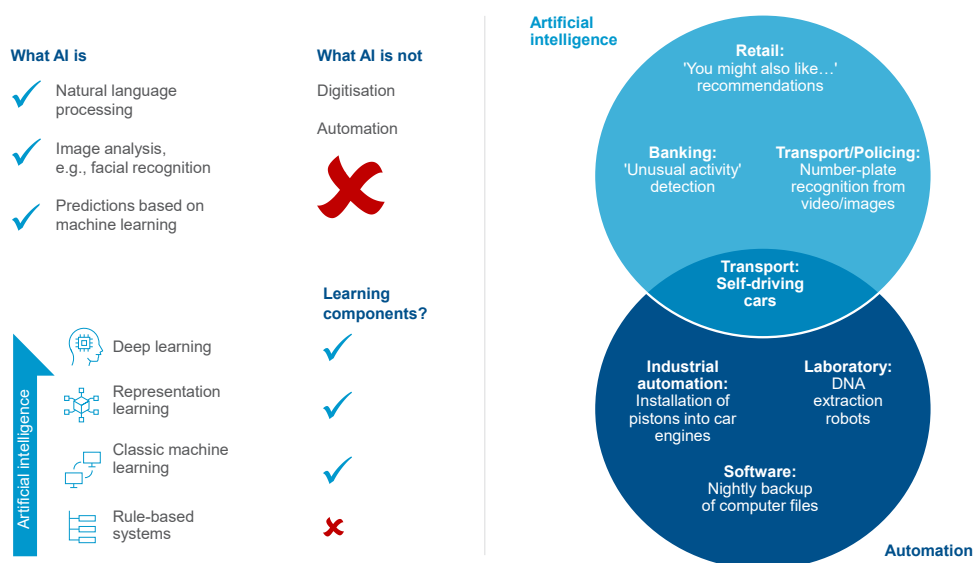 What AI is
Natural language
processing
Image analysis,
e.g., facial recognition
Predictions based on
machine learning
What AI is not
Digitisation
Automation
Learning
components?
Artificial intelligence
Deep learning
Representation
learning
Classic machine
learning
Rule-based
systems
Artificial
intelligence
Retail:
'You might also like…'
recommendations
Banking:
'Unusual activity'
detection
Transport/Policing:
Number-plate
recognition from
video/images
Transport:
Self-driving
cars
Industrial
automation:
Installation of
pistons into car
engines
Laboratory:
DNA
extraction
robots
Software:
Nightly backup
of computer files
Automation